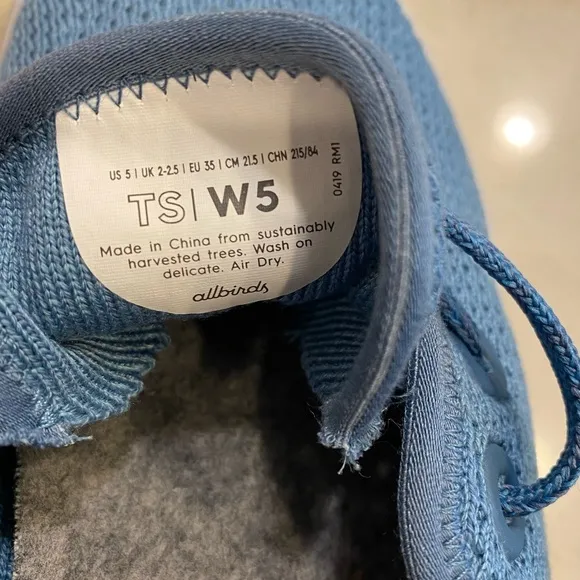 US 5 | UK 2-2.5 | EU 35 | CM 21.5 | CHN 215/84
TS | W5
Made in China from sustainably
harvested trees. Wash on
delicate. Air Dry.
allbirds
0419 RM1